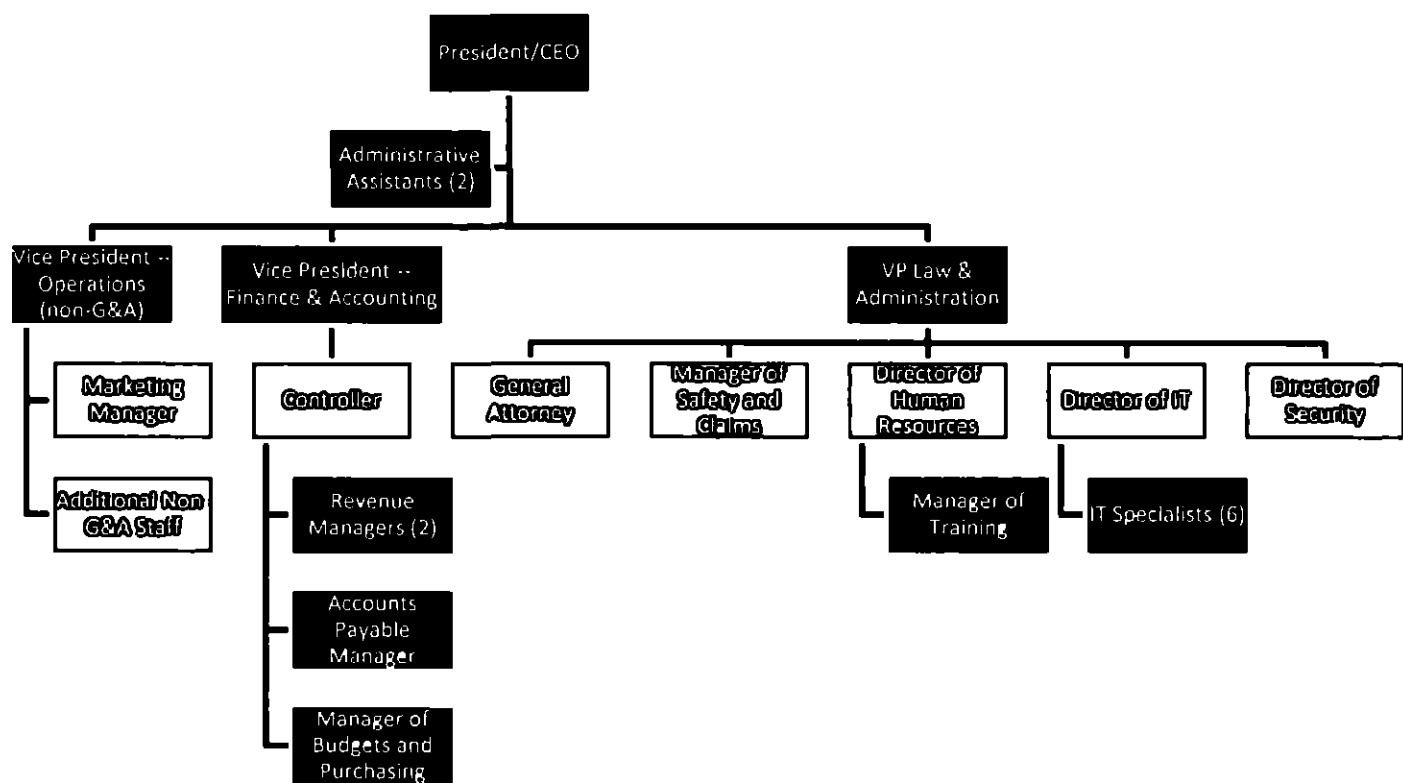 President/CEO
Administrative
Assistants (2)
Vice President --
Operations
(non-G&A)
Vice President --
Finance & Accounting
VP Law &
Administration
Marketing
Manager
Controller
General
Attorney
Manager of
Safety and
Claims
Director of
Human
Resources
Director of IT
Director of
Security
Additional Non
G&A Staff
Revenue
Managers (2)
Manager of
Training
IT Specialists (6)
Accounts
Payable
Manager
Manager of
Budgets and
Purchasing